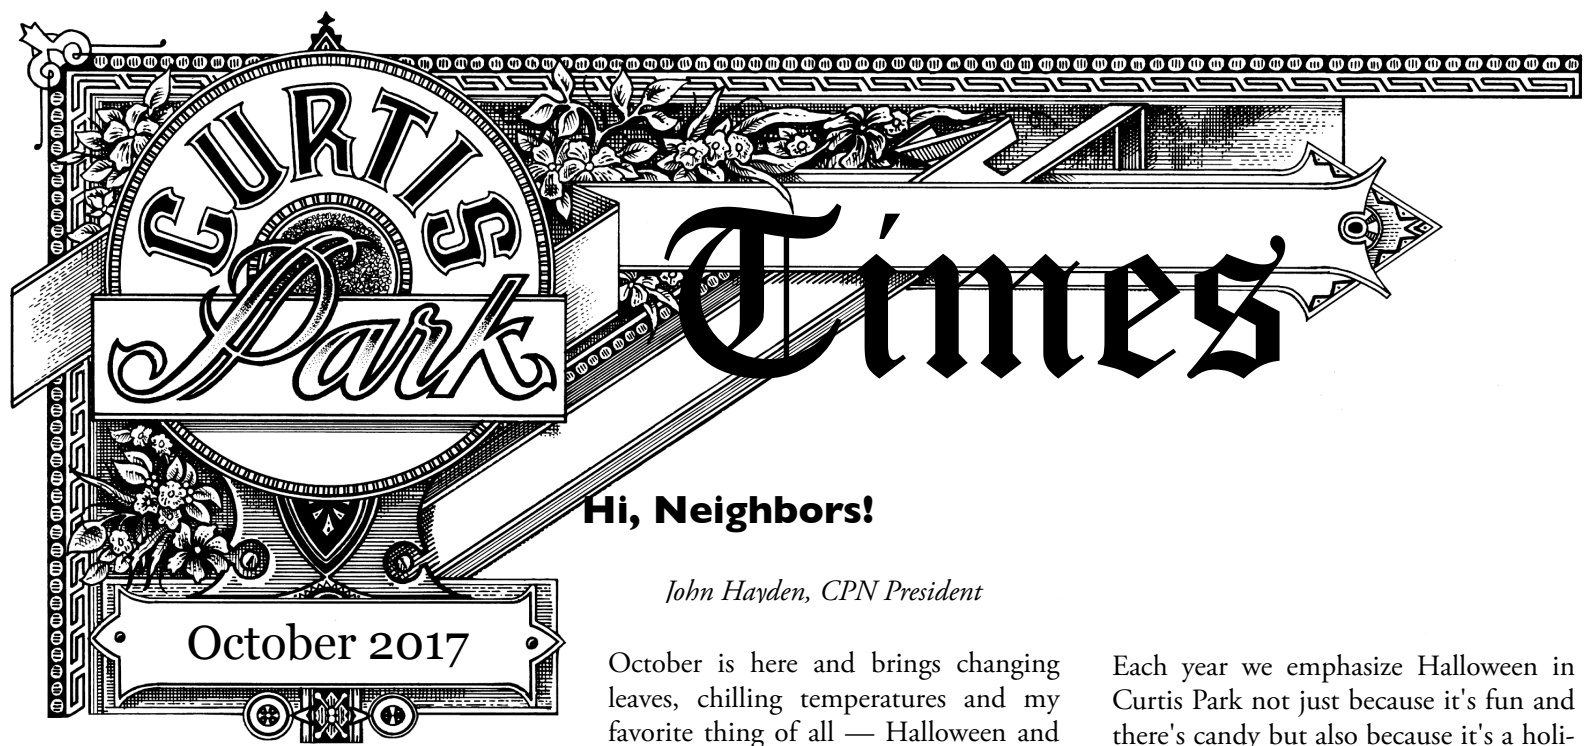 CURTIS
Park
Times
Hi, Neighbors!
John Hayden, CPN President
October 2017
October is here and brings changing
leaves, chilling temperatures and my
favorite thing of all — Halloween and
Each year we emphasize Halloween in
Curtis Park not just because it's fun and
there's candy but also because it's a holi-